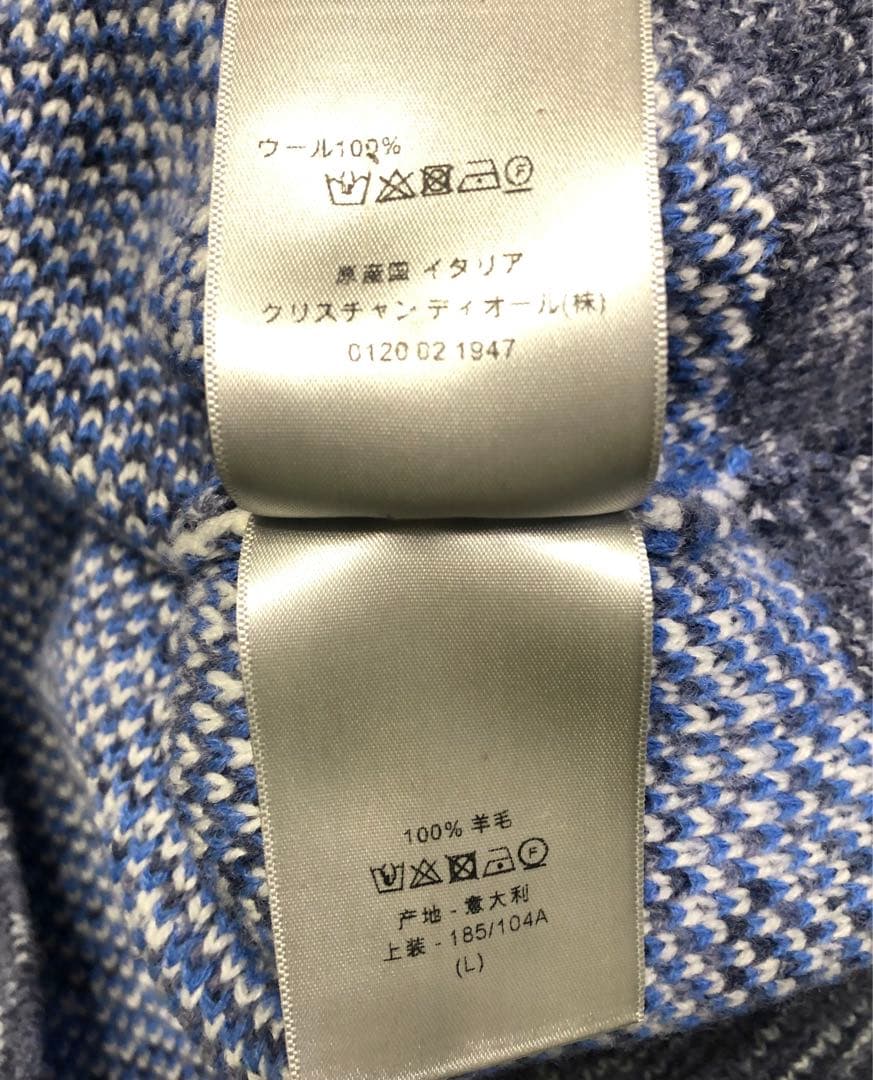 ウール100%
原産国 イタリア
クリスチャン ディオール(株)
0120 02 1947
100% 羊毛
产地 - 意大利
上装 - 185/104A
(L)